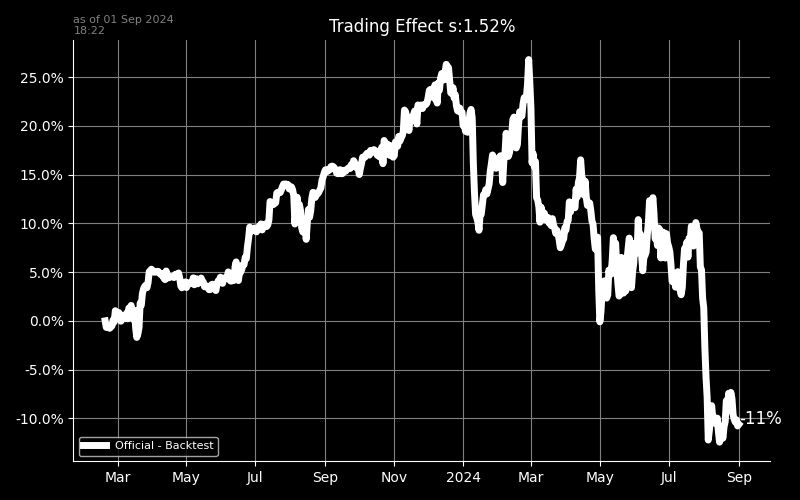 as of 01 Sep 2024
18:22
Trading Effect s:1.52%
25.0%
20.0%
15.0%
10.0%
5.0%
0.0%
-5.0%
-10.0%
-11%
Official - Backtest
Mar May Jul Sep Nov 2024 Mar May Jul Sep